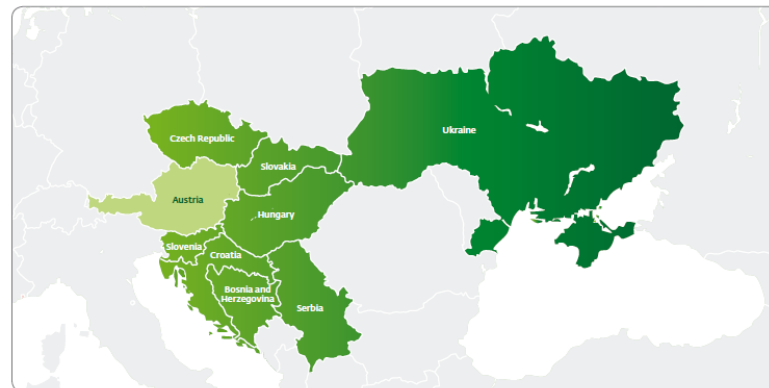 Czech Republic
Ukraine
Slovakia
Austria
Hungary
Slovenia
Croatia
Bosnia and
Herzegovina
Serbia